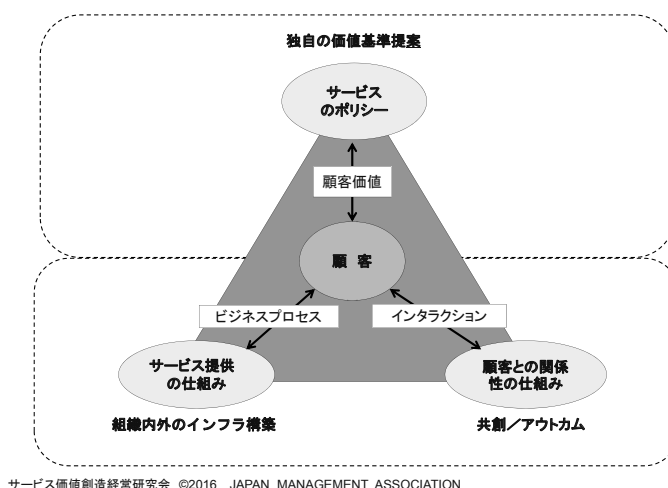 独自の価値基準提案
サービス
のポリシー
顧客価値
顧 客
ビジネスプロセス
インタラクション
サービス提供
の仕組み
顧客との関係
性の仕組み
組織内外のインフラ構築
共創／アウトカム
サービス価値創造経営研究会 ©2016 JAPAN MANAGEMENT ASSOCIATION